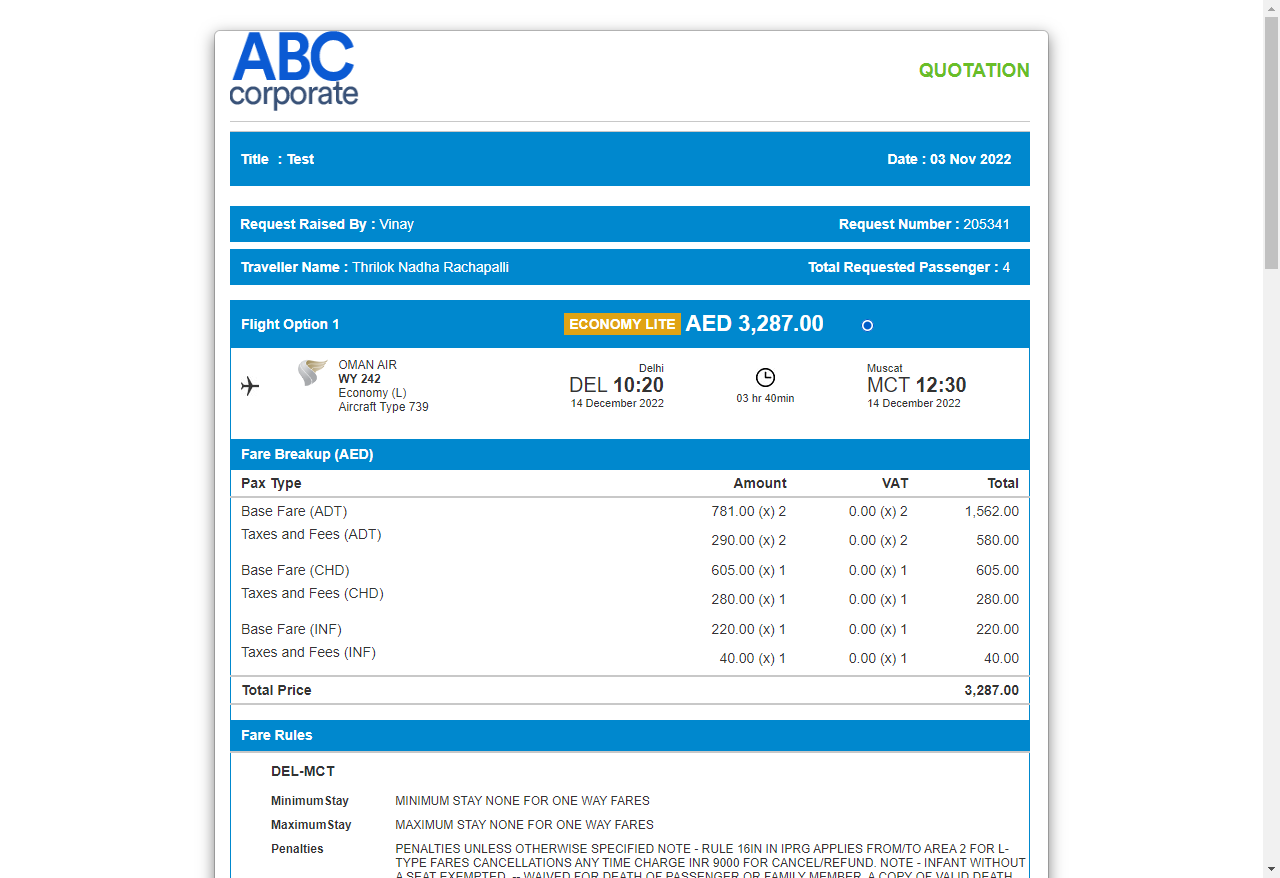 ABC
corporate
QUOTATION
Title : Test Date : 03 Nov 2022
Request Raised By : Vinay Request Number : 205341
Traveller Name : Thrilok Nadha Rachapalli Total Requested Passenger : 4
Flight Option 1 ECONOMY LITE AED 3,287.00
OMAN AIR
WY 242
Economy (L)
Aircraft Type 739
Delhi
DEL 10:20
14 December 2022
03 hr 40min
Muscat
MCT 12:30
14 December 2022
Fare Breakup (AED)
Pax Type Amount VAT Total
Base Fare (ADT) 781.00 (x) 2 0.00 (x) 2 1,562.00
Taxes and Fees (ADT) 290.00 (x) 2 0.00 (x) 2 580.00
Base Fare (CHD) 605.00 (x) 1 0.00 (x) 1 605.00
Taxes and Fees (CHD) 280.00 (x) 1 0.00 (x) 1 280.00
Base Fare (INF) 220.00 (x) 1 0.00 (x) 1 220.00
Taxes and Fees (INF) 40.00 (x) 1 0.00 (x) 1 40.00
Total Price 3,287.00
Fare Rules
DEL-MCT
MinimumStay MINIMUM STAY NONE FOR ONE WAY FARES
MaximumStay MAXIMUM STAY NONE FOR ONE WAY FARES
Penalties PENALTIES UNLESS OTHERWISE SPECIFIED NOTE - RULE 16IN IN IPRG APPLIES FROM/TO AREA 2 FOR L-
TYPE FARES CANCELLATIONS ANY TIME CHARGE INR 9000 FOR CANCEL/REFUND. NOTE - INFANT WITHOUT
A SEAT EXEMPTED. -- WAIVED FOR DEATH OF PASSENGER OR FAMILY MEMBER. A COPY OF VALID DEATH